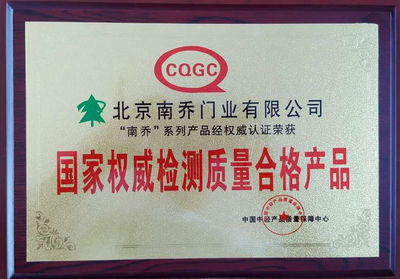 CQGC
北京南乔门业有限公司
“南乔”系列产品经权威认证荣获
国家权威检测质量合格产品
中国中经产品质量保障中心